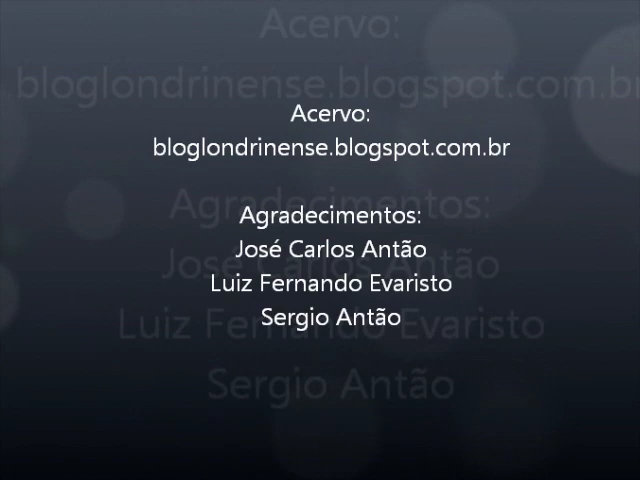 Acervo:
bloglondrinense.blogspot.com.br
Agradecimentos:
José Carlos Antão
Luiz Fernando Evaristo
Sergio Antão